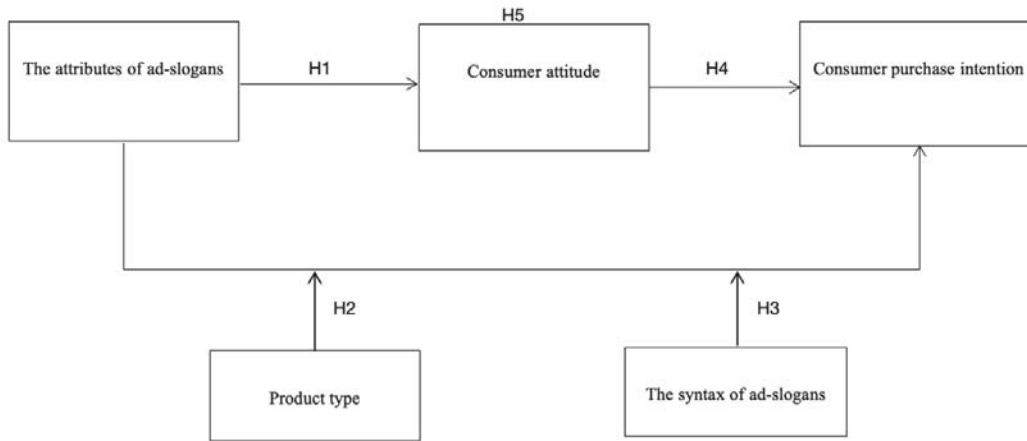 H5
The attributes of ad-slogans
H1
Consumer attitude
H4
Consumer purchase intention
H2
H3
Product type
The syntax of ad-slogans